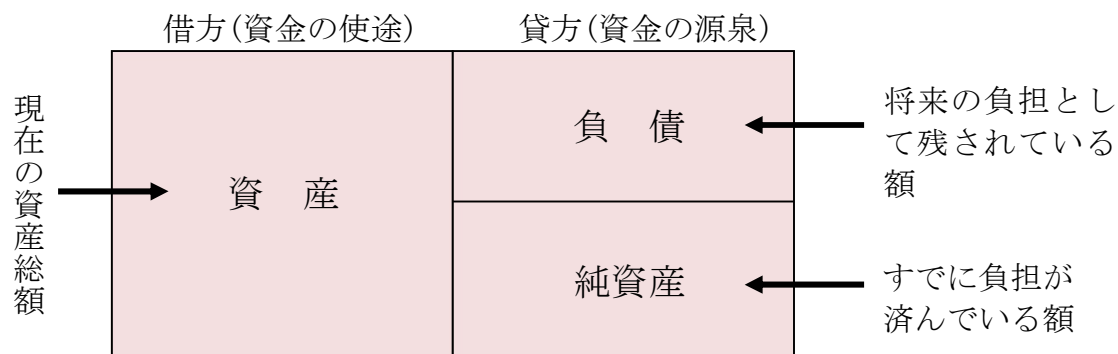 借方(資金の使途)
貸方(資金の源泉)
現在の資産総額
資　産
負　債
将来の負担とし
て残されている
額
純資産
すでに負担が
済んでいる額